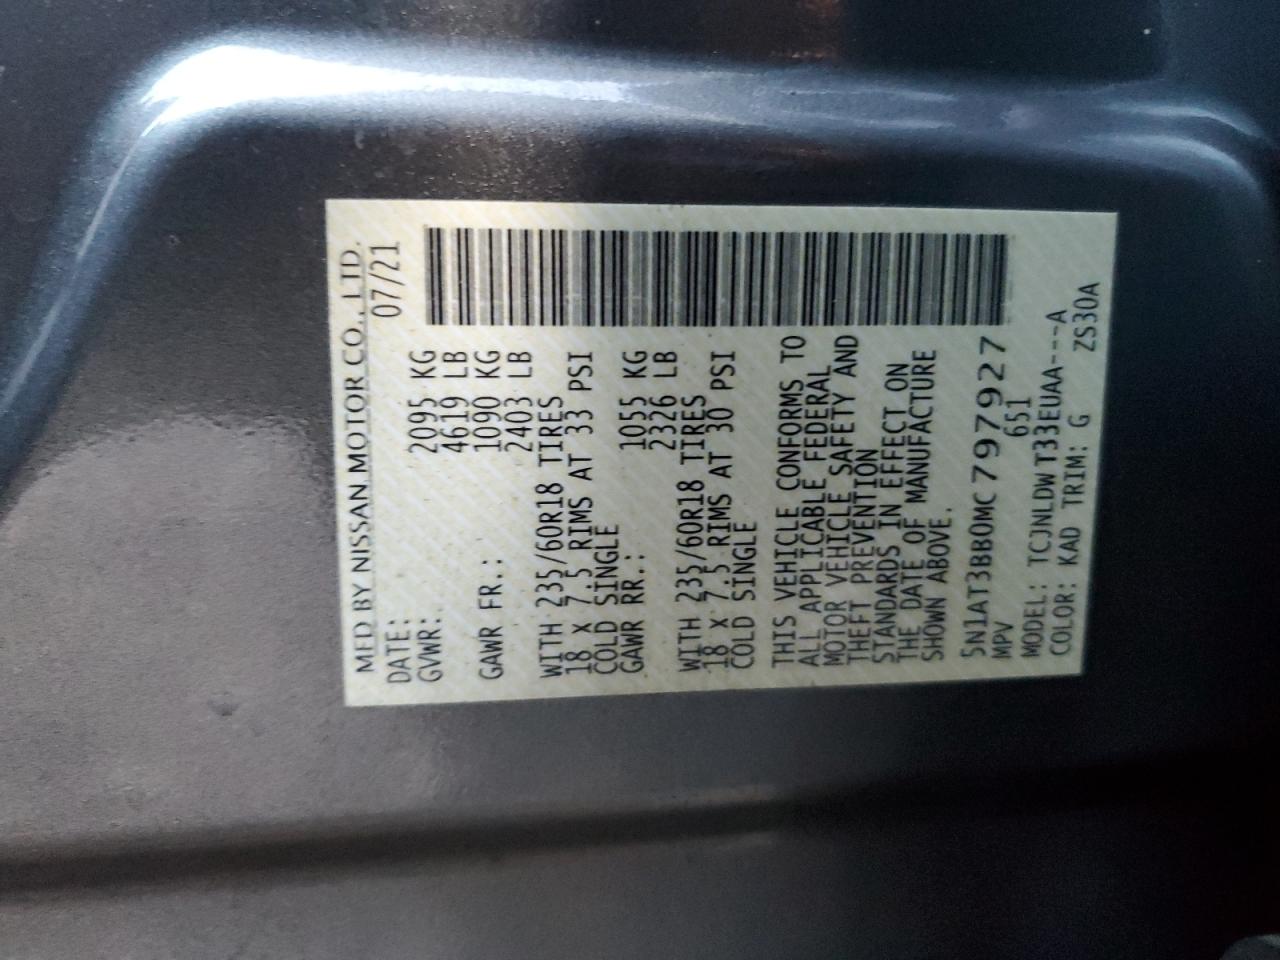 MFD BY NISSAN MOTOR CO., LTD.
DATE: 07/21
GVWR: 2095 KG
4619 LB
GAWR FR.: 1090 KG
2403 LB
WITH 235/60R18 TIRES
18 X 7.5 RIMS AT 33 PSI
COLD SINGLE
GAWR RR.: 1055 KG
2326 LB
WITH 235/60R18 TIRES
18 X 7.5 RIMS AT 30 PSI
COLD SINGLE
THIS VEHICLE CONFORMS TO
ALL APPLICABLE FEDERAL
MOTOR VEHICLE SAFETY AND
THEFT PREVENTION
STANDARDS IN EFFECT ON
THE DATE OF MANUFACTURE
SHOWN ABOVE.
5N1AT3BB0MC797927
MPV 651
MODEL: TCJNLDWT33EUAA---A
COLOR: KAD TRIM: G ZS30A